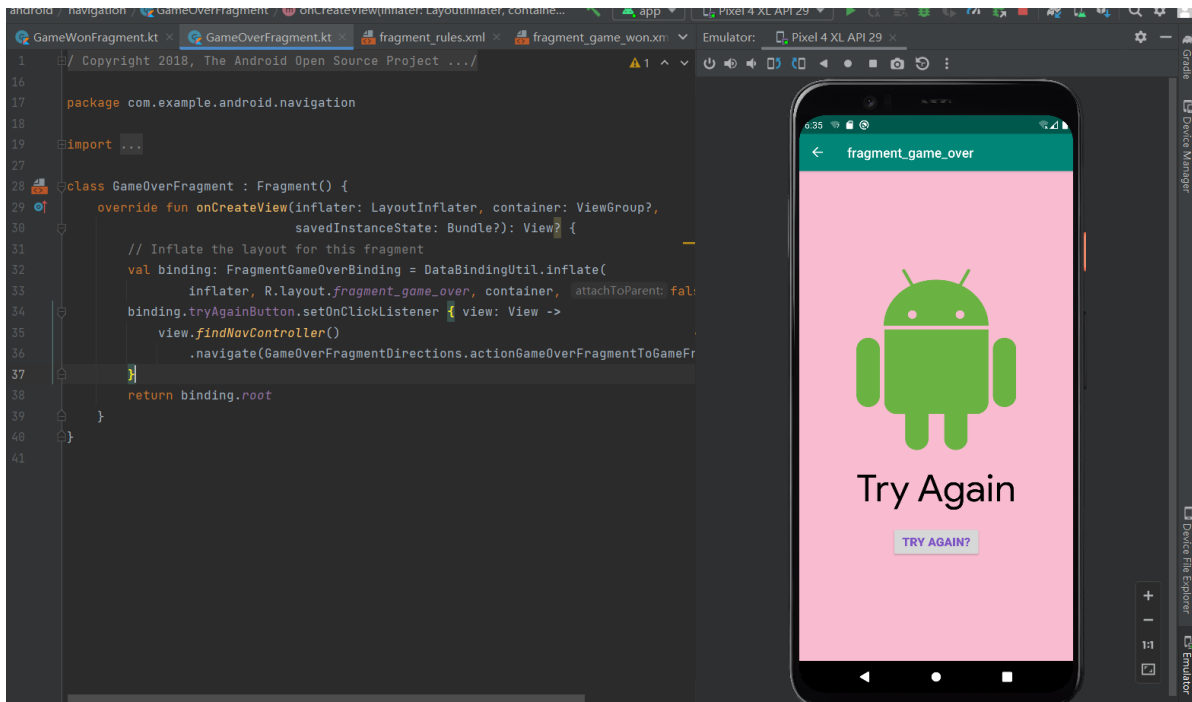 android / navigation / GameOverFragment / onCreateView(inflater: LayoutInflater, containe... app Pixel 4 XL API 29
GameWonFragment.kt GameOverFragment.kt fragment_rules.xml fragment_game_won.xm Emulator: Pixel 4 XL API 29
1 / Copyright 2018, The Android Open Source Project .../ 1
16
17 package com.example.android.navigation
18
19 import ...
27
28 class GameOverFragment : Fragment() {
29 override fun onCreateView(inflater: LayoutInflater, container: ViewGroup?,
30 savedInstanceState: Bundle?): View? {
31 // Inflate the layout for this fragment
32 val binding: FragmentGameOverBinding = DataBindingUtil.inflate(
33 inflater, R.layout.fragment_game_over, container, attachToParent: fal
34 binding.tryAgainButton.setOnClickListener { view: View ->
35 view.findNavController()
36 .navigate(GameOverFragmentDirections.actionGameOverFragmentToGameFr
37 }
38 return binding.root
39 }
40 }
41
6:35
fragment_game_over
Try Again
TRY AGAIN?
1:1
Gradle
Device Manager
Device File Explorer
Emulator